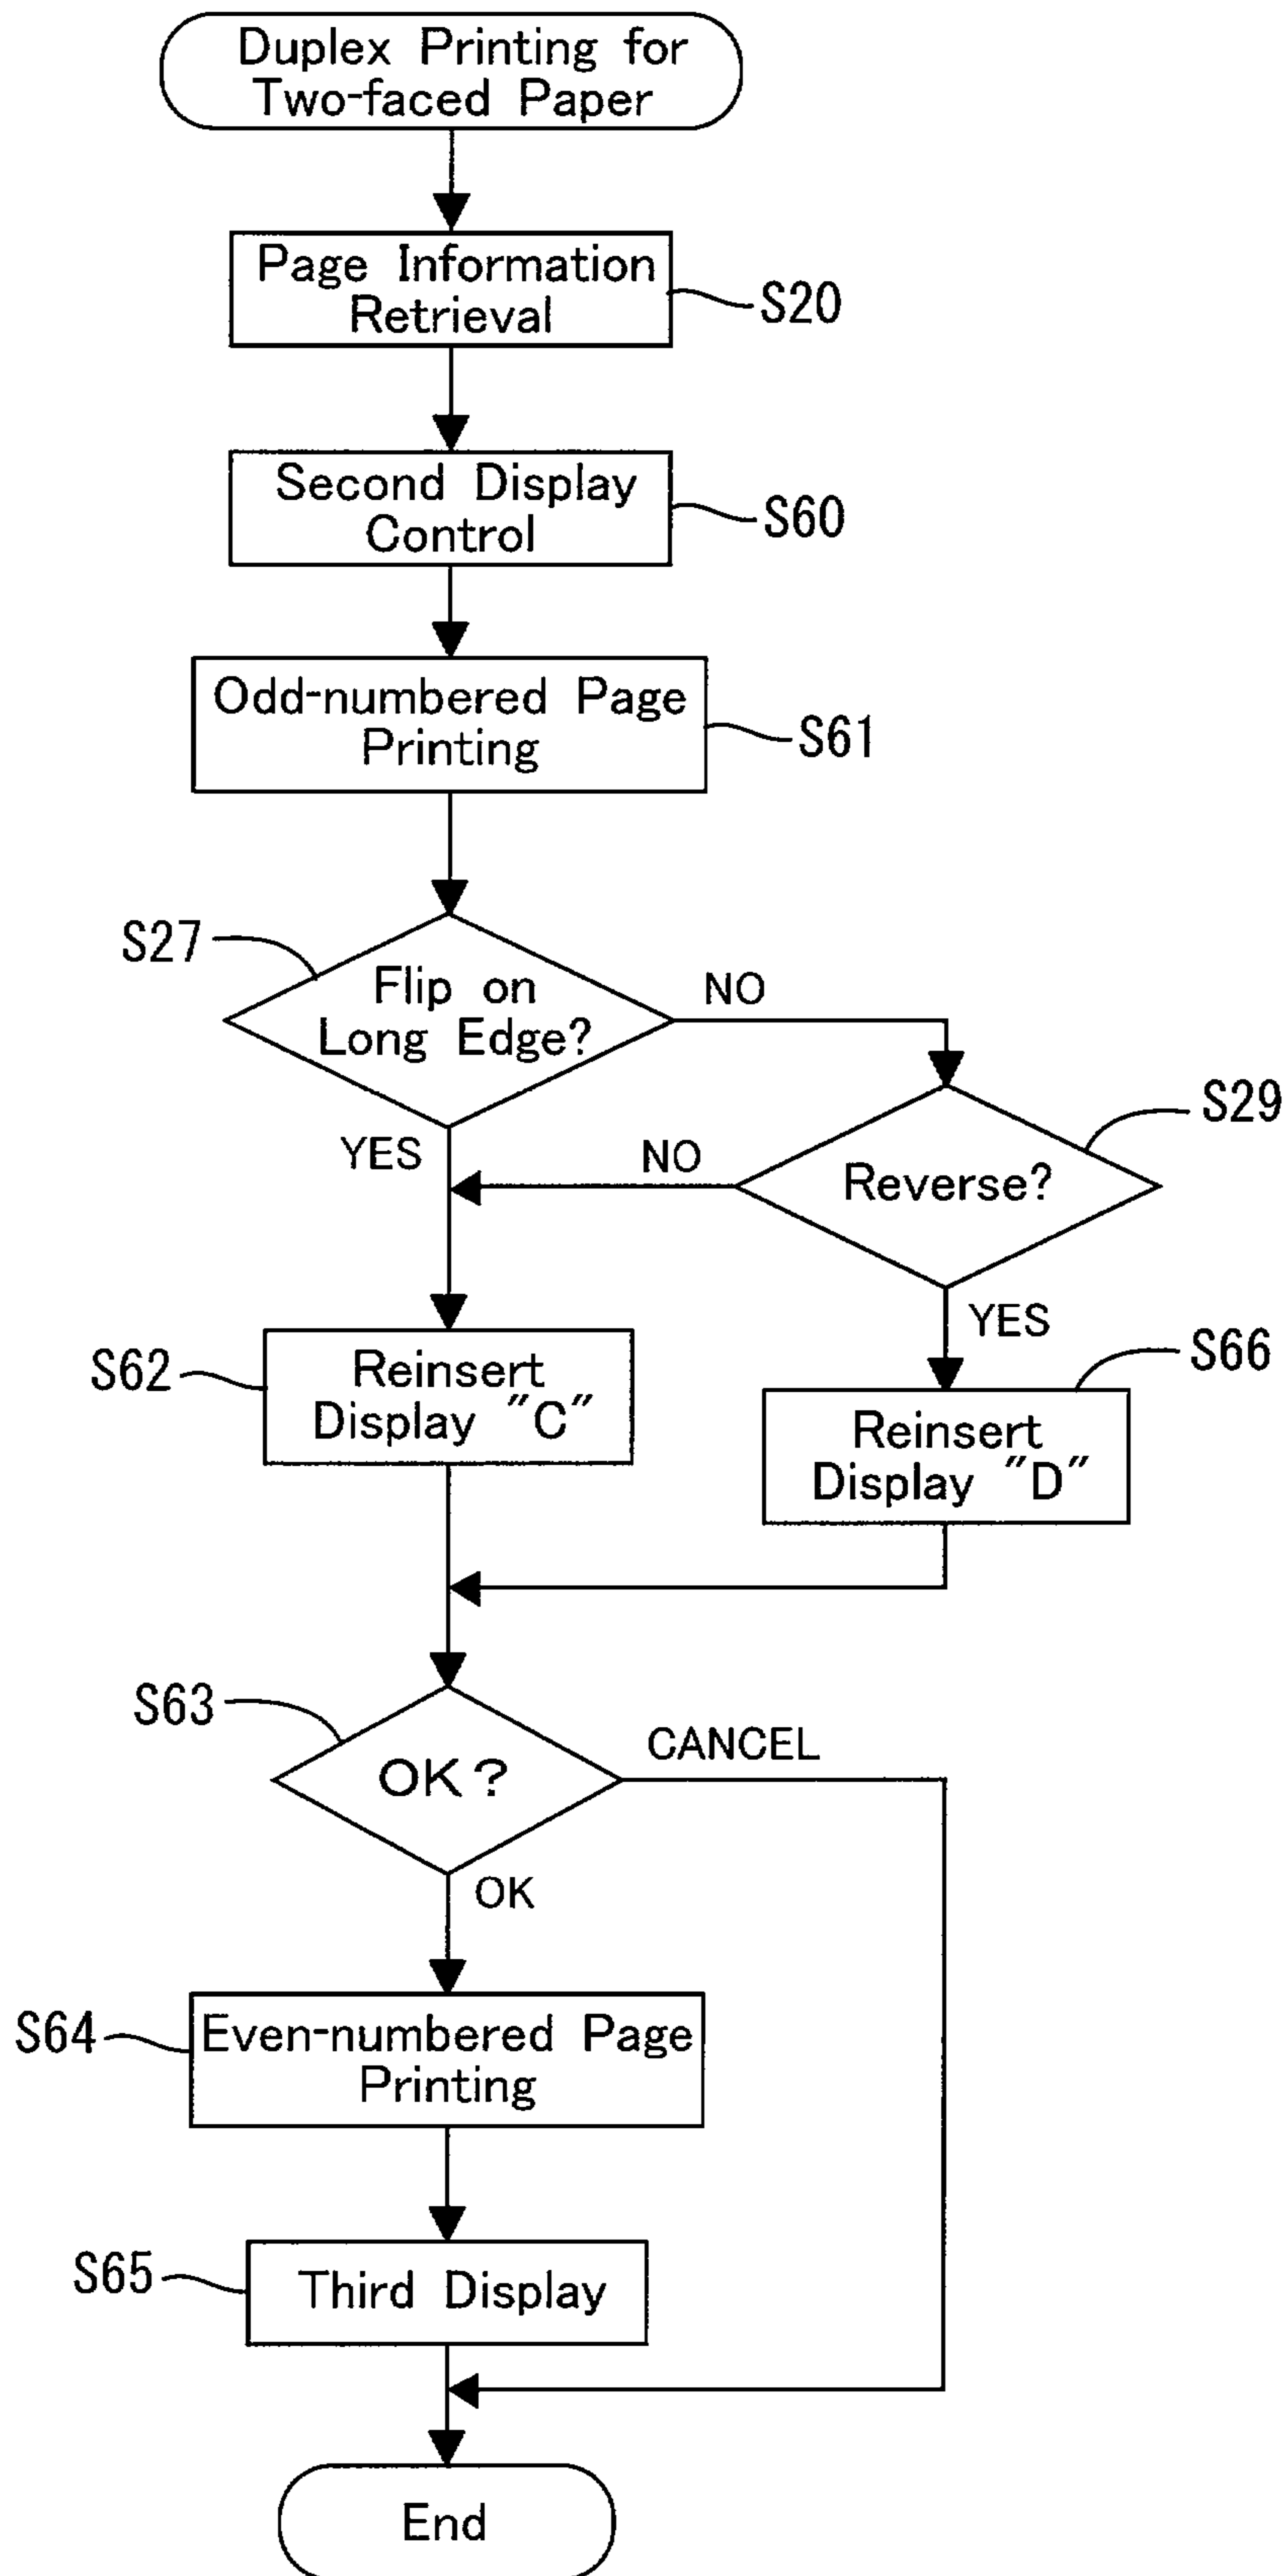 Duplex Printing for
Two-faced Paper
Page Information
Retrieval
S20
Second Display
Control
S60
Odd-numbered Page
Printing
S61
S27
Flip on
Long Edge?
NO
YES
S29
Reverse?
NO
YES
S62
Reinsert
Display "C"
S66
Reinsert
Display "D"
S63
OK?
CANCEL
OK
S64
Even-numbered Page
Printing
S65
Third Display
End